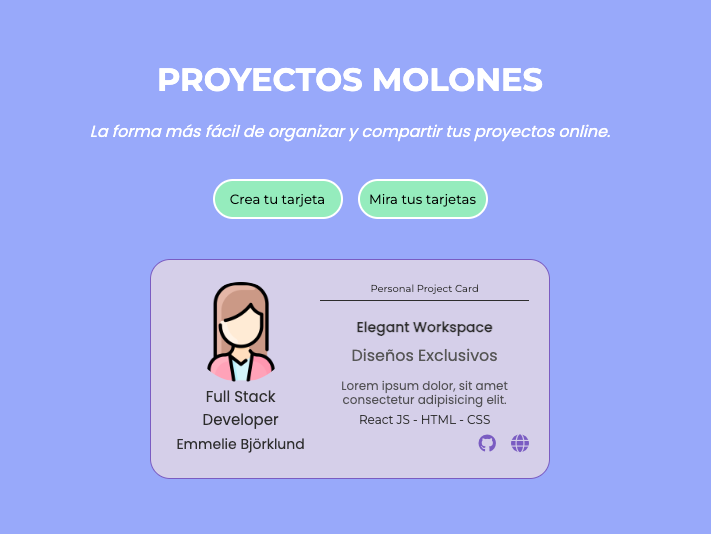 PROYECTOS MOLONES
La forma más fácil de organizar y compartir tus proyectos online.
Crea tu tarjeta
Mira tus tarjetas
Full Stack
Developer
Emmelie Björklund
Personal Project Card
Elegant Workspace
Diseños Exclusivos
Lorem ipsum dolor, sit amet
consectetur adipisicing elit.
React JS - HTML - CSS